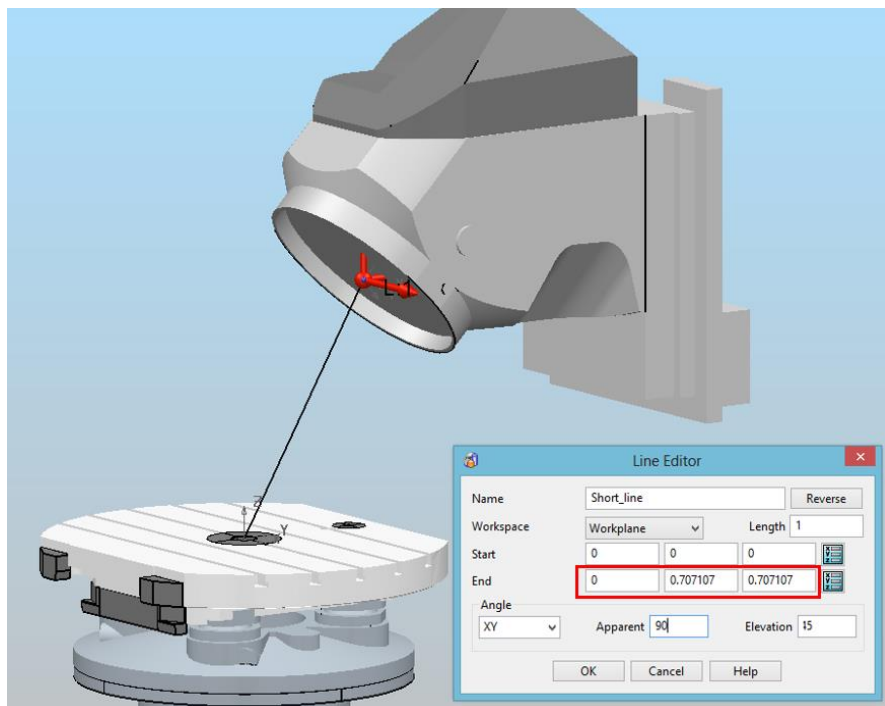 Z
Y
Line Editor
Name Short_line Reverse
Workspace Workplane Length 1
Start 0 0 0
End 0 0.707107 0.707107
Angle
XY Apparent 90 Elevation 45
OK Cancel Help